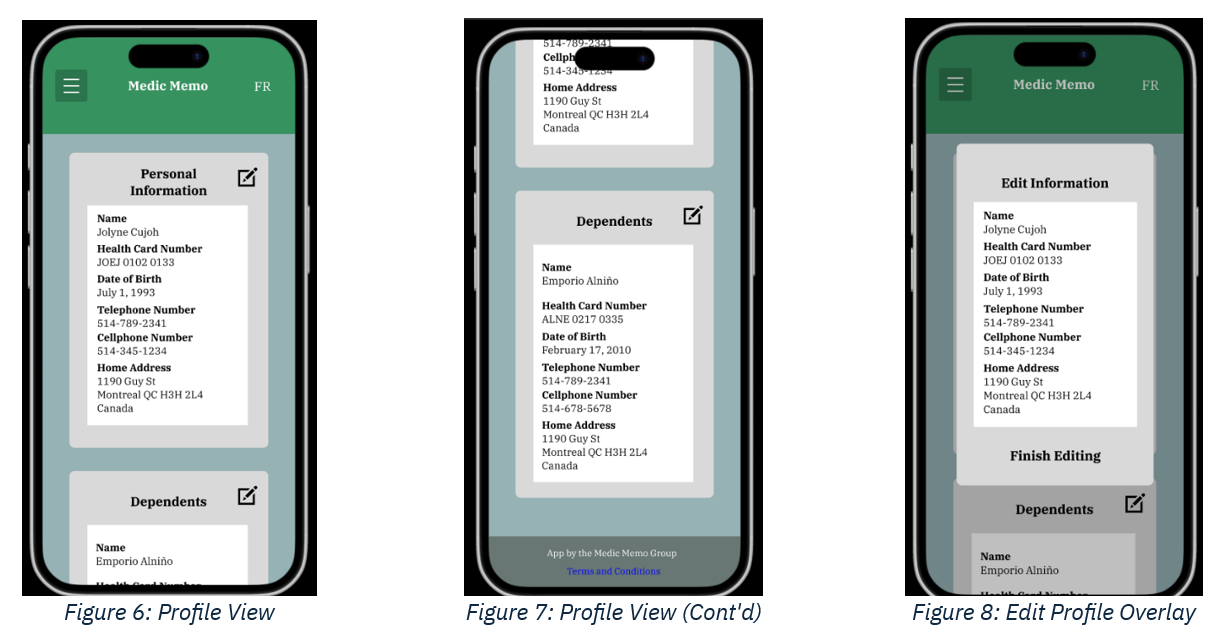 Medic Memo
FR
Personal
Information
Name
Jolyne Cujoh
Health Card Number
JOEJ 0102 0133
Date of Birth
July 1, 1993
Telephone Number
514-789-2341
Cellphone Number
514-345-1234
Home Address
1190 Guy St
Montreal QC H3H 2L4
Canada
Dependents
Name
Emporio Alniño
Health Card Number
Figure 6: Profile View
514-789-2341
Cellph
514-345-1234
Home Address
1190 Guy St
Montreal QC H3H 2L4
Canada
Dependents
Name
Emporio Alniño
Health Card Number
ALNE 0217 0335
Date of Birth
February 17, 2010
Telephone Number
514-789-2341
Cellphone Number
514-678-5678
Home Address
1190 Guy St
Montreal QC H3H 2L4
Canada
App by the Medic Memo Group
Terms and Conditions
Figure 7: Profile View (Cont'd)
Medic Memo
FR
Edit Information
Name
Jolyne Cujoh
Health Card Number
JOEJ 0102 0133
Date of Birth
July 1, 1993
Telephone Number
514-789-2341
Cellphone Number
514-345-1234
Home Address
1190 Guy St
Montreal QC H3H 2L4
Canada
Finish Editing
Dependents
Name
Emporio Alniño
Figure 8: Edit Profile Overlay